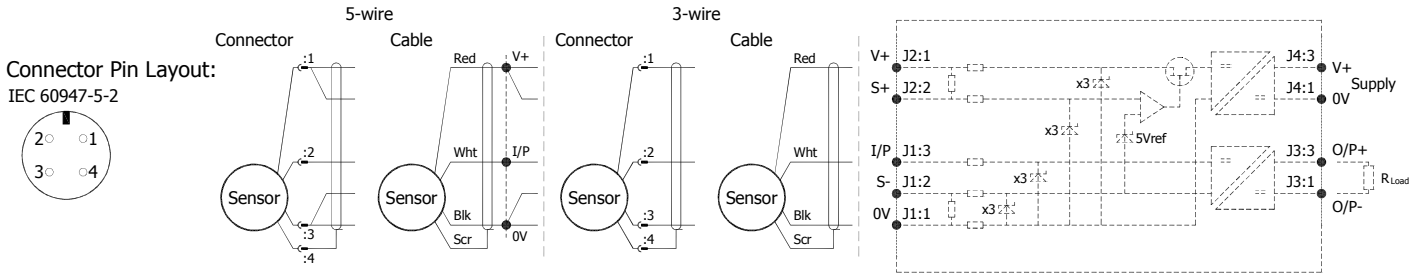 5-wire
3-wire
Connector
Cable
Connector
Cable
Connector Pin Layout:
IEC 60947-5-2
2
1
3
4
:1
:2
:3
:4
Sensor
Red
Wht
Blk
Scr
Sensor
V+
I/P
0V
:1
:2
:3
:4
Sensor
Red
Wht
Blk
Scr
Sensor
V+ J2:1
S+ J2:2
I/P J1:3
S- J1:2
0V J1:1
x3
x3
x3
x3
5Vref
J4:3 V+
Supply
J4:1 0V
J3:3 O/P+
RLoad
J3:1
O/P-